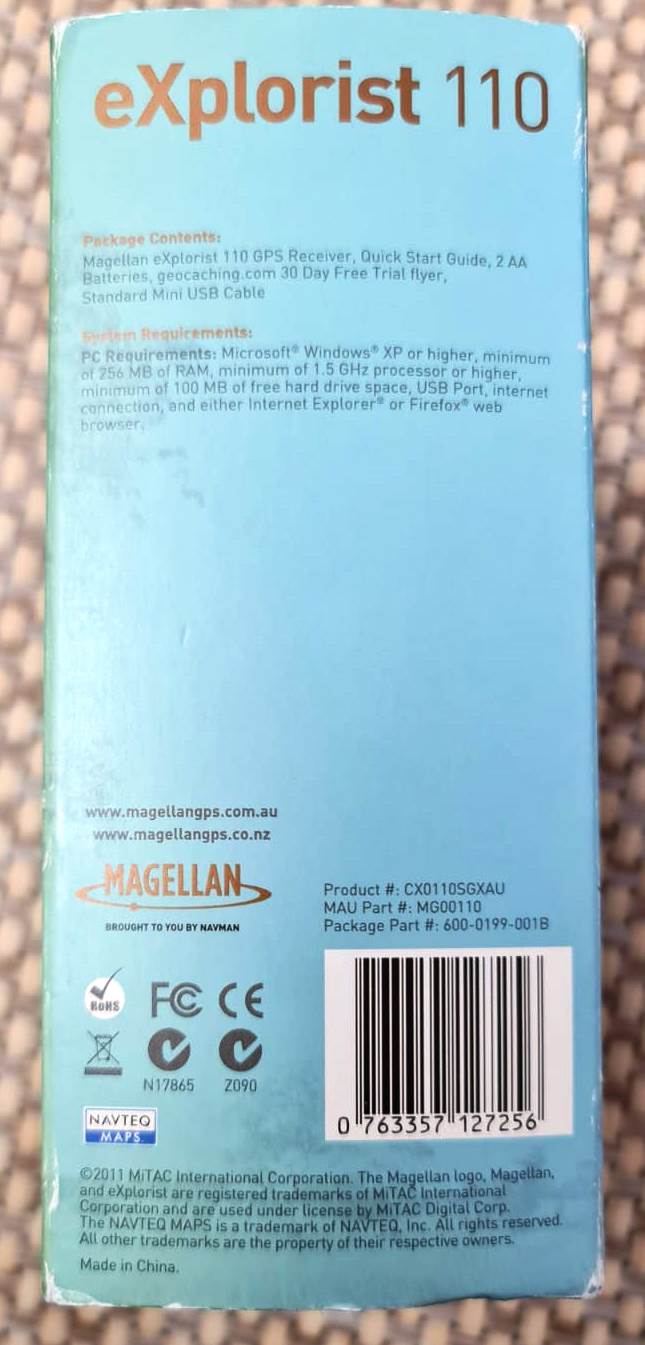 eXplorist 110
Package Contents:
Magellan eXplorist 110 GPS Receiver, Quick Start Guide, 2 AA
Batteries, geocaching.com 30 Day Free Trial flyer,
Standard Mini USB Cable
System Requirements:
PC Requirements: Microsoft® Windows® XP or higher, minimum
of 256 MB of RAM, minimum of 1.5 GHz processor or higher,
minimum of 100 MB of free hard drive space, USB Port, internet
connection, and either Internet Explorer® or Firefox® web
browser.
www.magellangps.com.au
www.magellangps.co.nz
MAGELLAN
BROUGHT TO YOU BY NAVMAN
Product #: CX0110SGXAU
MAU Part #: MG00110
Package Part #: 600-0199-001B
RoHS FC CE
N17865 Z090
NAVTEQ
MAPS
0 763357 127256
©2011 MiTAC International Corporation. The Magellan logo, Magellan,
and eXplorist are registered trademarks of MiTAC International
Corporation and are used under license by MiTAC Digital Corp.
The NAVTEQ MAPS is a trademark of NAVTEQ, Inc. All rights reserved.
All other trademarks are the property of their respective owners.
Made in China.